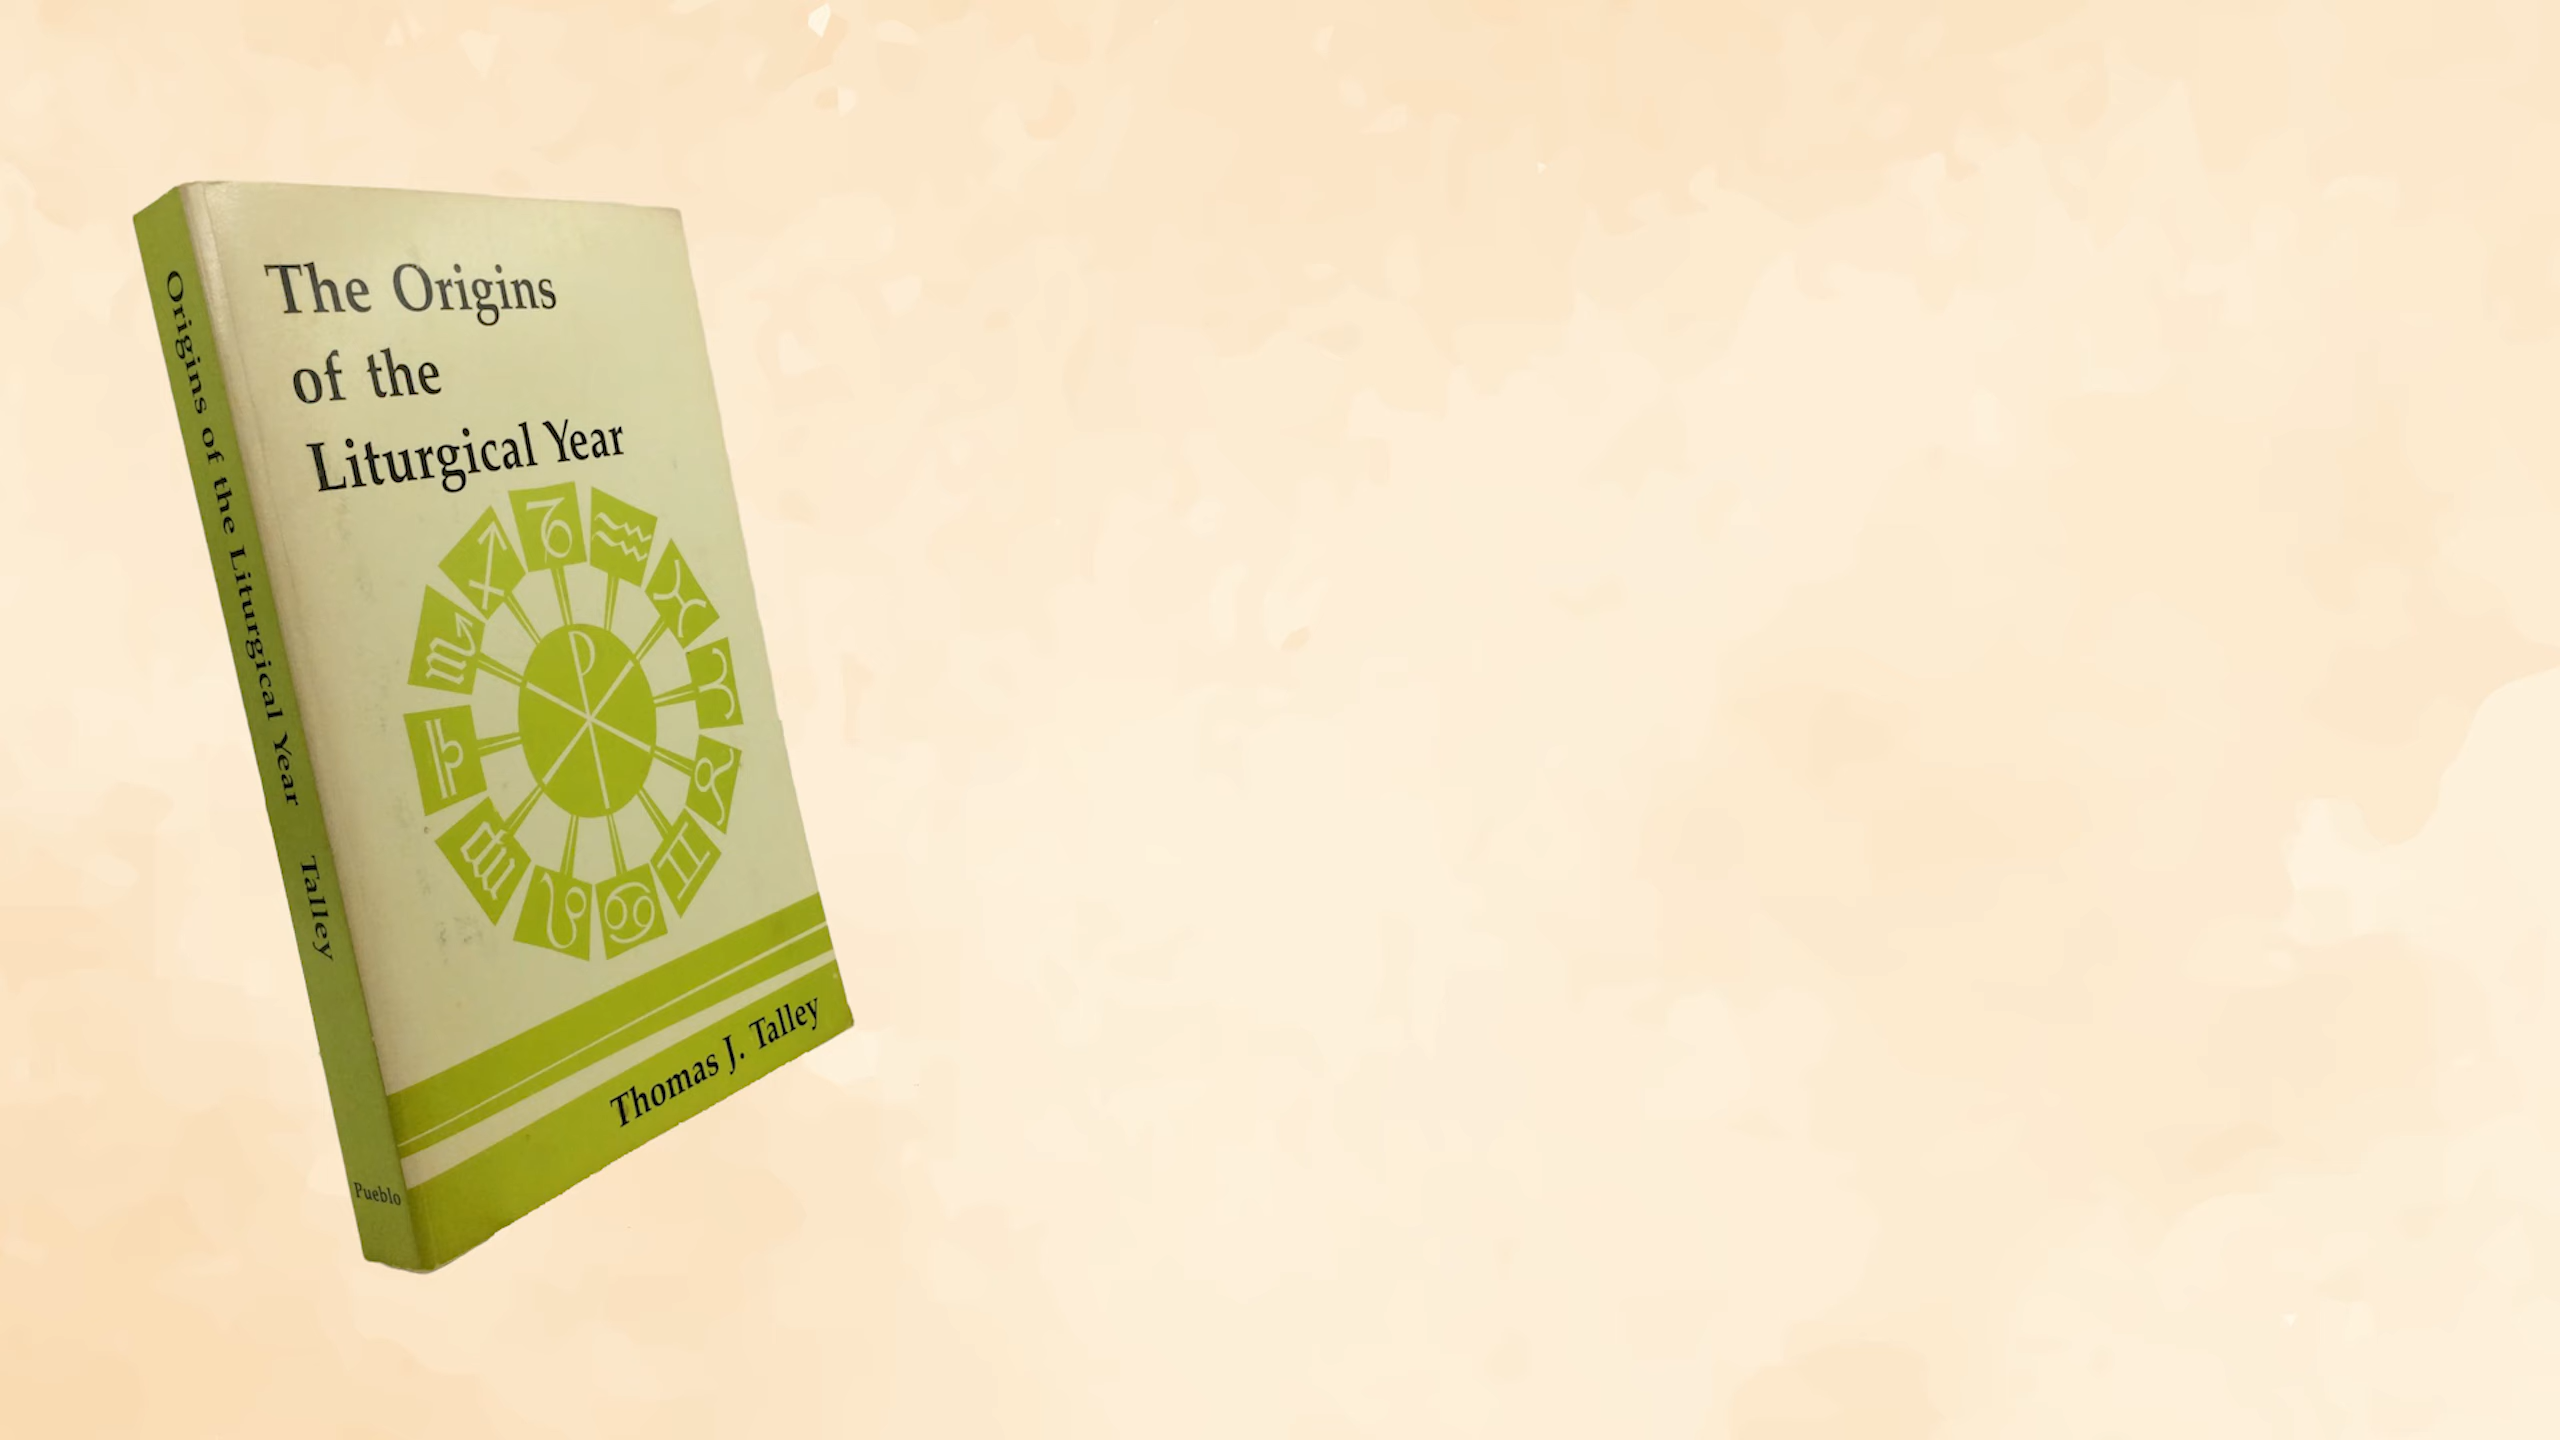 The Origins
of the
Liturgical Year
Thomas J. Talley
Origins of the Liturgical Year Talley
Pueblo